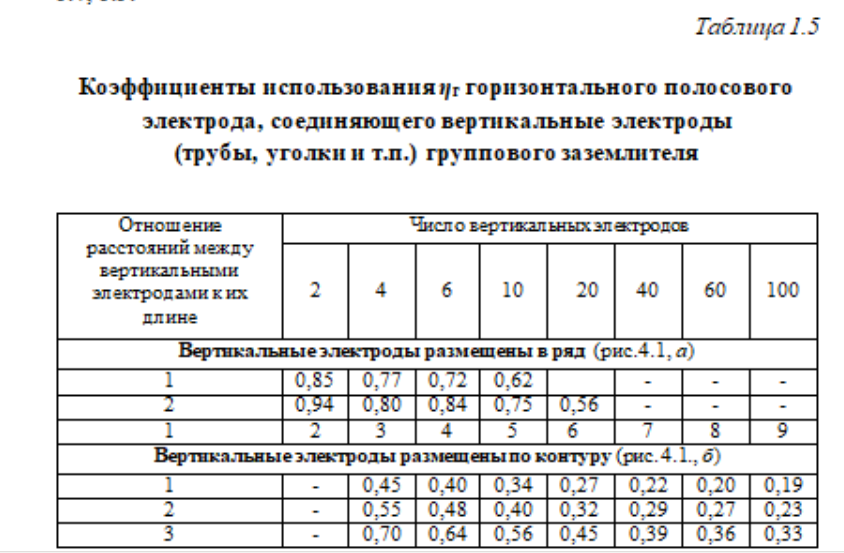 Таблица 1.5
Коэффициенты использования ηг горизонтального полосового
электрода, соединяющего вертикальные электроды
(трубы, уголки и т.п.) группового заземлителя
Отношение расстояний между вертикальными электродами к их длине
Число вертикальных электродов
2 4 6 10 20 40 60 100
Вертикальные электроды размещены в ряд (рис.4.1, а)
1 0,85 0,77 0,72 0,62 - - -
2 0,94 0,80 0,84 0,75 0,56 - - -
1 2 3 4 5 6 7 8 9
Вертикальные электроды размещены по контуру (рис.4.1., б)
1 - 0,45 0,40 0,34 0,27 0,22 0,20 0,19
2 - 0,55 0,48 0,40 0,32 0,29 0,27 0,23
3 - 0,70 0,64 0,56 0,45 0,39 0,36 0,33